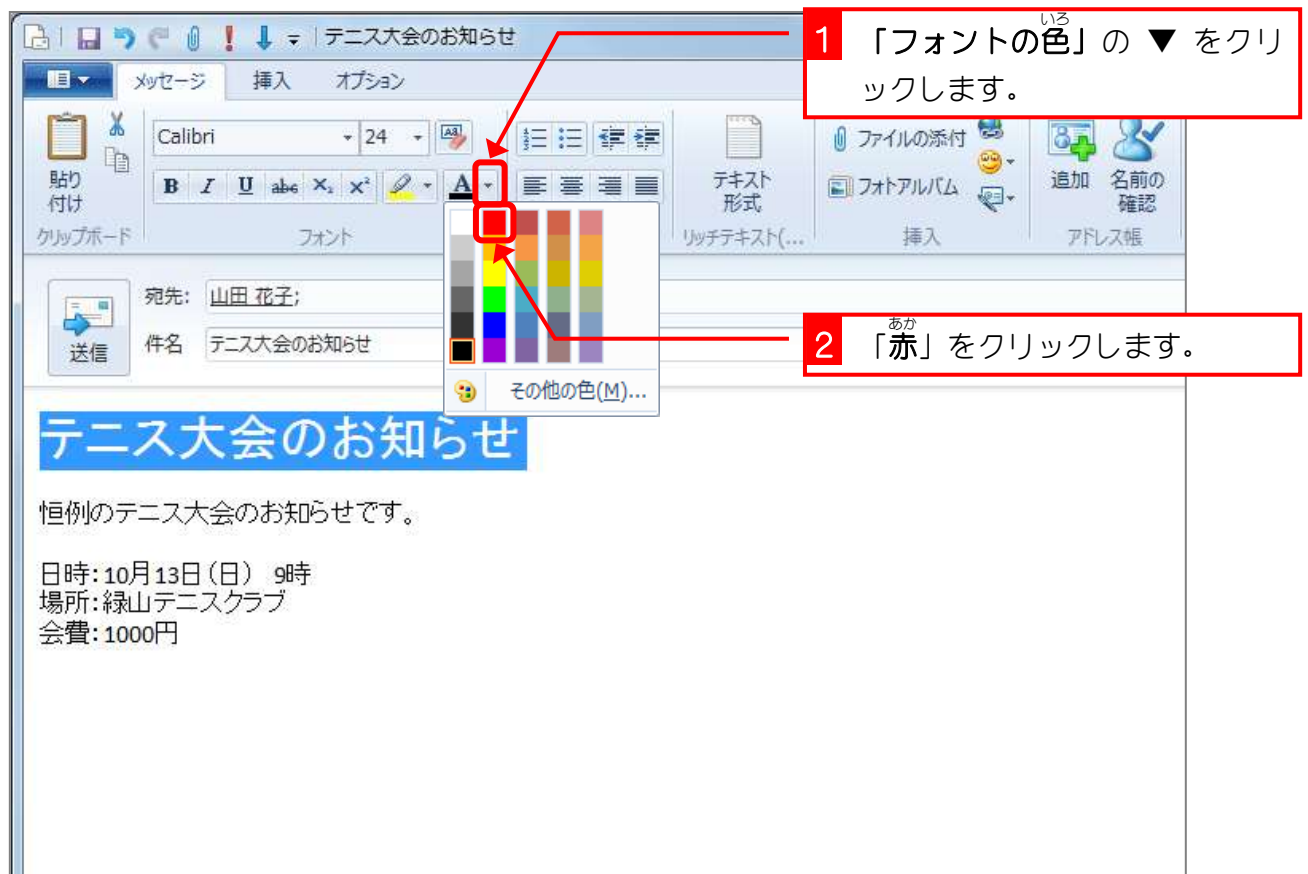 テニス大会のお知らせ
1 「フォントの色」の ▼ をクリ
いろ
ックします。
メッセージ 挿入 オプション
Calibri 24
ファイルの添付
貼り
付け
B I U abc X₂ X² A
テキスト
形式
フォトアルバム
追加 名前の
確認
クリップボード フォント リッチテキスト(... 挿入 アドレス帳
宛先: 山田 花子;
送信
件名 テニス大会のお知らせ
あか
2 「赤」をクリックします。
その他の色(M)...
テニス大会のお知らせ
恒例のテニス大会のお知らせです。
日時:10月13日(日) 9時
場所:緑山テニスクラブ
会費:1000円